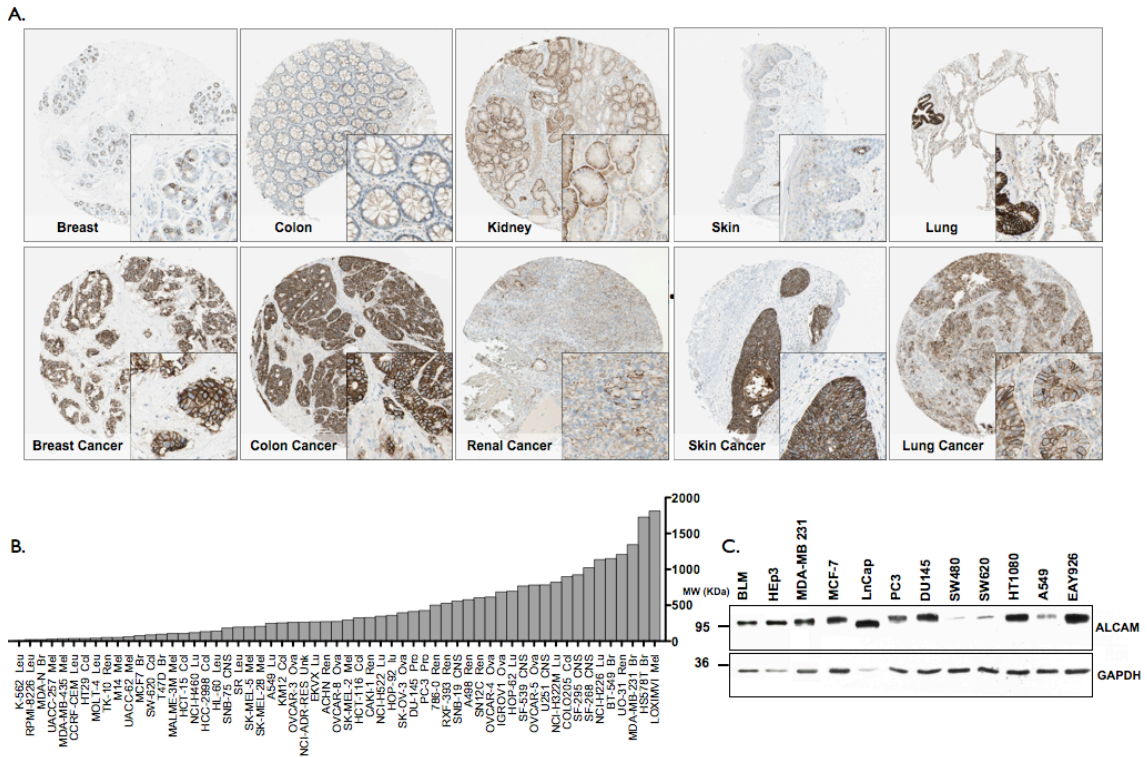 A.
Breast
Colon
Kidney
Skin
Lung
Breast Cancer
Colon Cancer
Renal Cancer
Skin Cancer
Lung Cancer
B.
2000
1500
1000
500
0
K-562 Leu
RPMI-8226 Leu
MDA-N Br
UACC-257 Mel
MDA-MB-435 Mel
CCRF-CEM Leu
HT29 Col
MOLT-4 Leu
TK-10 Ren
M14 Mel
UACC-62 Mel
MCF7 Br
SW-620 Col
T47D Br
MALME-3M Mel
HCT-15 Col
NCI-H460 Lu
HCC-2998 Col
HL-60 Leu
SNB-75 CNS
SR Leu
SK-MEL-5 Mel
SK-MEL-28 Mel
A549 Lu
KM12 Col
OVCAR-3 Ova
NCI-ADR-RES Unk
EKVX Lu
ACHN Ren
OVCAR-8 Ova
SK-MEL-2 Mel
HCT-116 Col
CAKI-1 Ren
NCI-H522 Lu
HOP-92 lu
SK-OV-3 Ova
DU-145 Pro
PC-3 Pro
786-0 Ren
RXF-393 Ren
SNB-19 CNS
A498 Ren
SN12C Ren
OVCAR-4 Ova
IGROV1 Ova
HOP-62 Lu
SF-539 CNS
OVCAR-5 Ova
U251 CNS
NCI-H322M Lu
COLO205 Col
SF-295 CNS
SF-268 CNS
NCI-H226 Lu
BT-549 Br
UO-31 Ren
MDA-MB-231 Br
HS578T Br
LOXIMVI Mel
C.
MW (KDa)
BLM
HEp3
MDA-MB 231
MCF-7
LnCap
PC3
DU145
SW480
SW620
HT1080
A549
EAY926
95
ALCAM
36
GAPDH